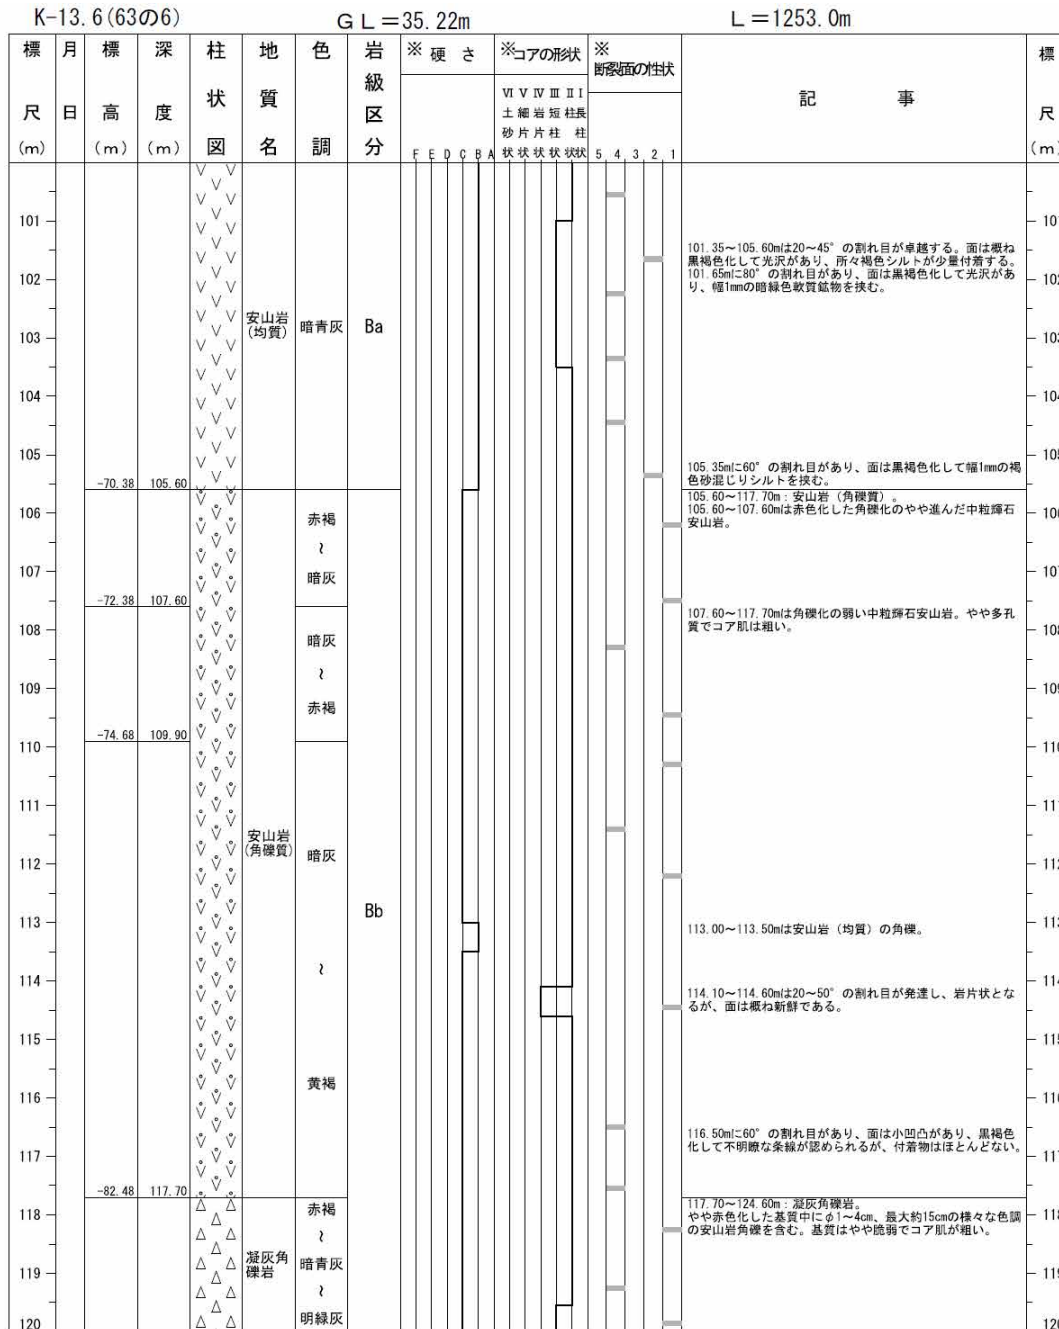 K-13.6(63の6) GL=35.22m L=1253.0m
標尺(m) 月日 標高(m) 深度(m) 柱状図 地質名 色調 岩級区分 ※硬さ ※コアの形状 ※断裂面の性状 記事 標尺(m)
F E D C B A Ⅵ土砂状 Ⅴ細片状 Ⅳ岩片状 Ⅲ短柱状 Ⅱ柱状 Ⅰ長柱状 5 4 3 2 1
101
101.35~105.60mは20~45°の割れ目が卓越する。面は概ね
黒褐色化して光沢があり、所々褐色シルトが少量付着する。
101.65mに80°の割れ目があり、面は黒褐色化して光沢があ
り、幅1mmの暗緑色軟質鉱物を挟む。
102
安山岩
(均質)
暗青灰
Ba
103
104
105
105.35mに60°の割れ目があり、面は黒褐色化して幅1mmの褐
色砂混じりシルトを挟む。
-70.38 105.60
105.60~117.70m:安山岩(角礫質)。
105.60~107.60mは赤色化した角礫化のやや進んだ中粒輝石
安山岩。
106
赤褐
~
暗灰
107
-72.38 107.60
107.60~117.70mは角礫化の弱い中粒輝石安山岩。やや多孔
質でコア肌は粗い。
108
暗灰
~
赤褐
109
-74.68 109.90
110
111
安山岩
(角礫質)
暗灰
112
Bb
113
113.00~113.50mは安山岩(均質)の角礫。
~
114
114.10~114.60mは20~50°の割れ目が発達し、岩片状とな
るが、面は概ね新鮮である。
115
黄褐
116
116.50mに60°の割れ目があり、面は小凹凸があり、黒褐色
化して不明瞭な条線が認められるが、付着物はほとんどない。
117
-82.48 117.70
117.70~124.60m:凝灰角礫岩。
やや赤色化した基質中にφ1~4cm、最大約15cmの様々な色調
の安山岩角礫を含む。基質はやや脆弱でコア肌が粗い。
118
赤褐
~
凝灰角
礫岩
暗青灰
119
~
明緑灰
120